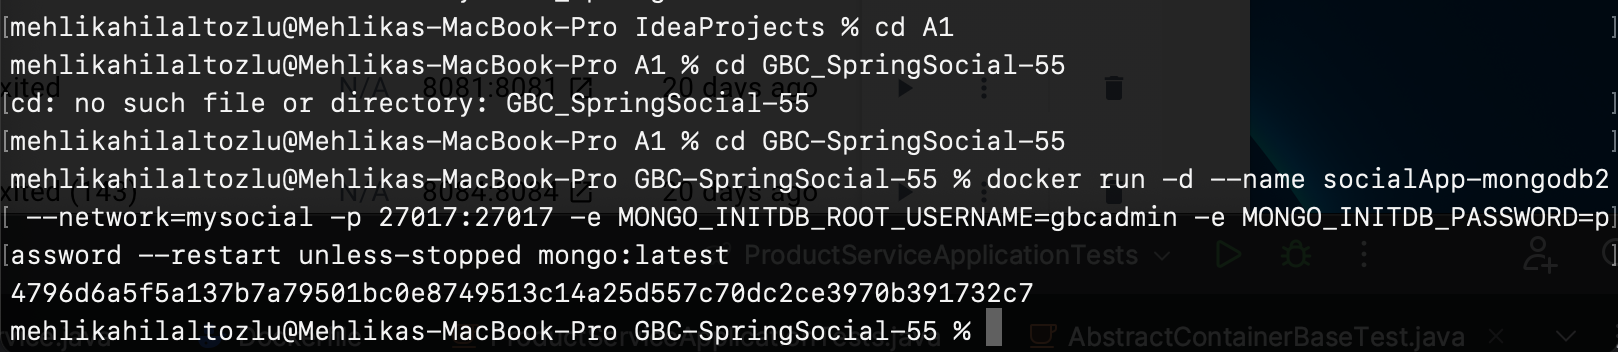 [mehlikahilaltozlu@Mehlikas-MacBook-Pro IdeaProjects % cd A1 ]
mehlikahilaltozlu@Mehlikas-MacBook-Pro A1 % cd GBC_SpringSocial-55
xited N/A 8081:8081 20 days ago
[cd: no such file or directory: GBC_SpringSocial-55 ]
[mehlikahilaltozlu@Mehlikas-MacBook-Pro A1 % cd GBC-SpringSocial-55 ]
mehlikahilaltozlu@Mehlikas-MacBook-Pro GBC-SpringSocial-55 % docker run -d --name socialApp-mongodb2
xited (143) N/A 8084:8084 20 days ago
[ --network=mysocial -p 27017:27017 -e MONGO_INITDB_ROOT_USERNAME=gbcadmin -e MONGO_INITDB_PASSWORD=p]
[assword --restart unless-stopped mongo:latest ]
ProductServiceApplicationTests
4796d6a5f5a137b7a79501bc0e8749513c14a25d557c70dc2ce3970b391732c7
mehlikahilaltozlu@Mehlikas-MacBook-Pro GBC-SpringSocial-55 %
Dockerfile ProductServiceApplicationTests.java AbstractContainerBaseTest.java